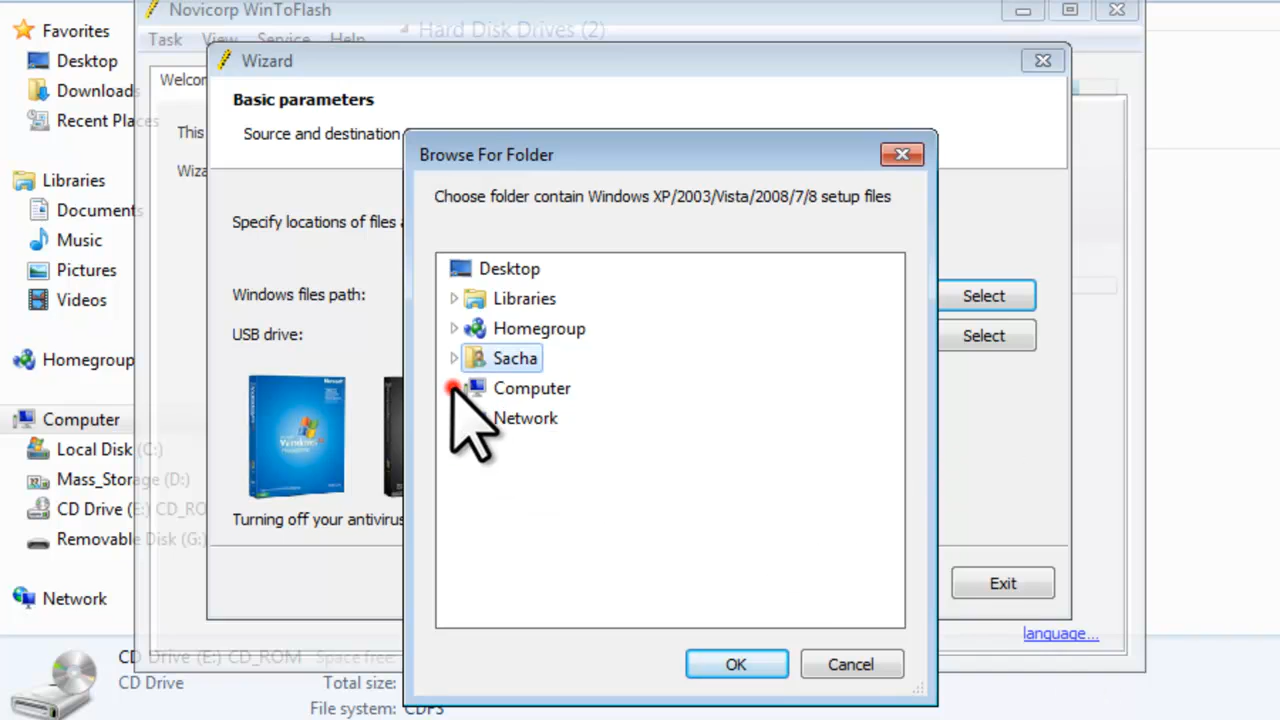 Novicorp WinToFlash
Task View Service Help
Hard Disk Drives (2)
Favorites
Desktop
Downloads
Recent Places
Libraries
Documents
Music
Pictures
Videos
Homegroup
Computer
Local Disk (C:)
Mass_Storage (D:)
CD Drive (E:) CD_RO
Removable Disk (G:)
Network
Welcom
This
Wiza
Wizard
Basic parameters
Source and destination
Specify locations of files a
Windows files path:
Select
USB drive:
Select
Turning off your antivirus
Exit
language...
Browse For Folder
Choose folder contain Windows XP/2003/Vista/2008/7/8 setup files
Desktop
Libraries
Homegroup
Sacha
Computer
Network
OK
Cancel
CD Drive (E:) CD_ROM Space free:
CD Drive Total size:
File system: CDFS